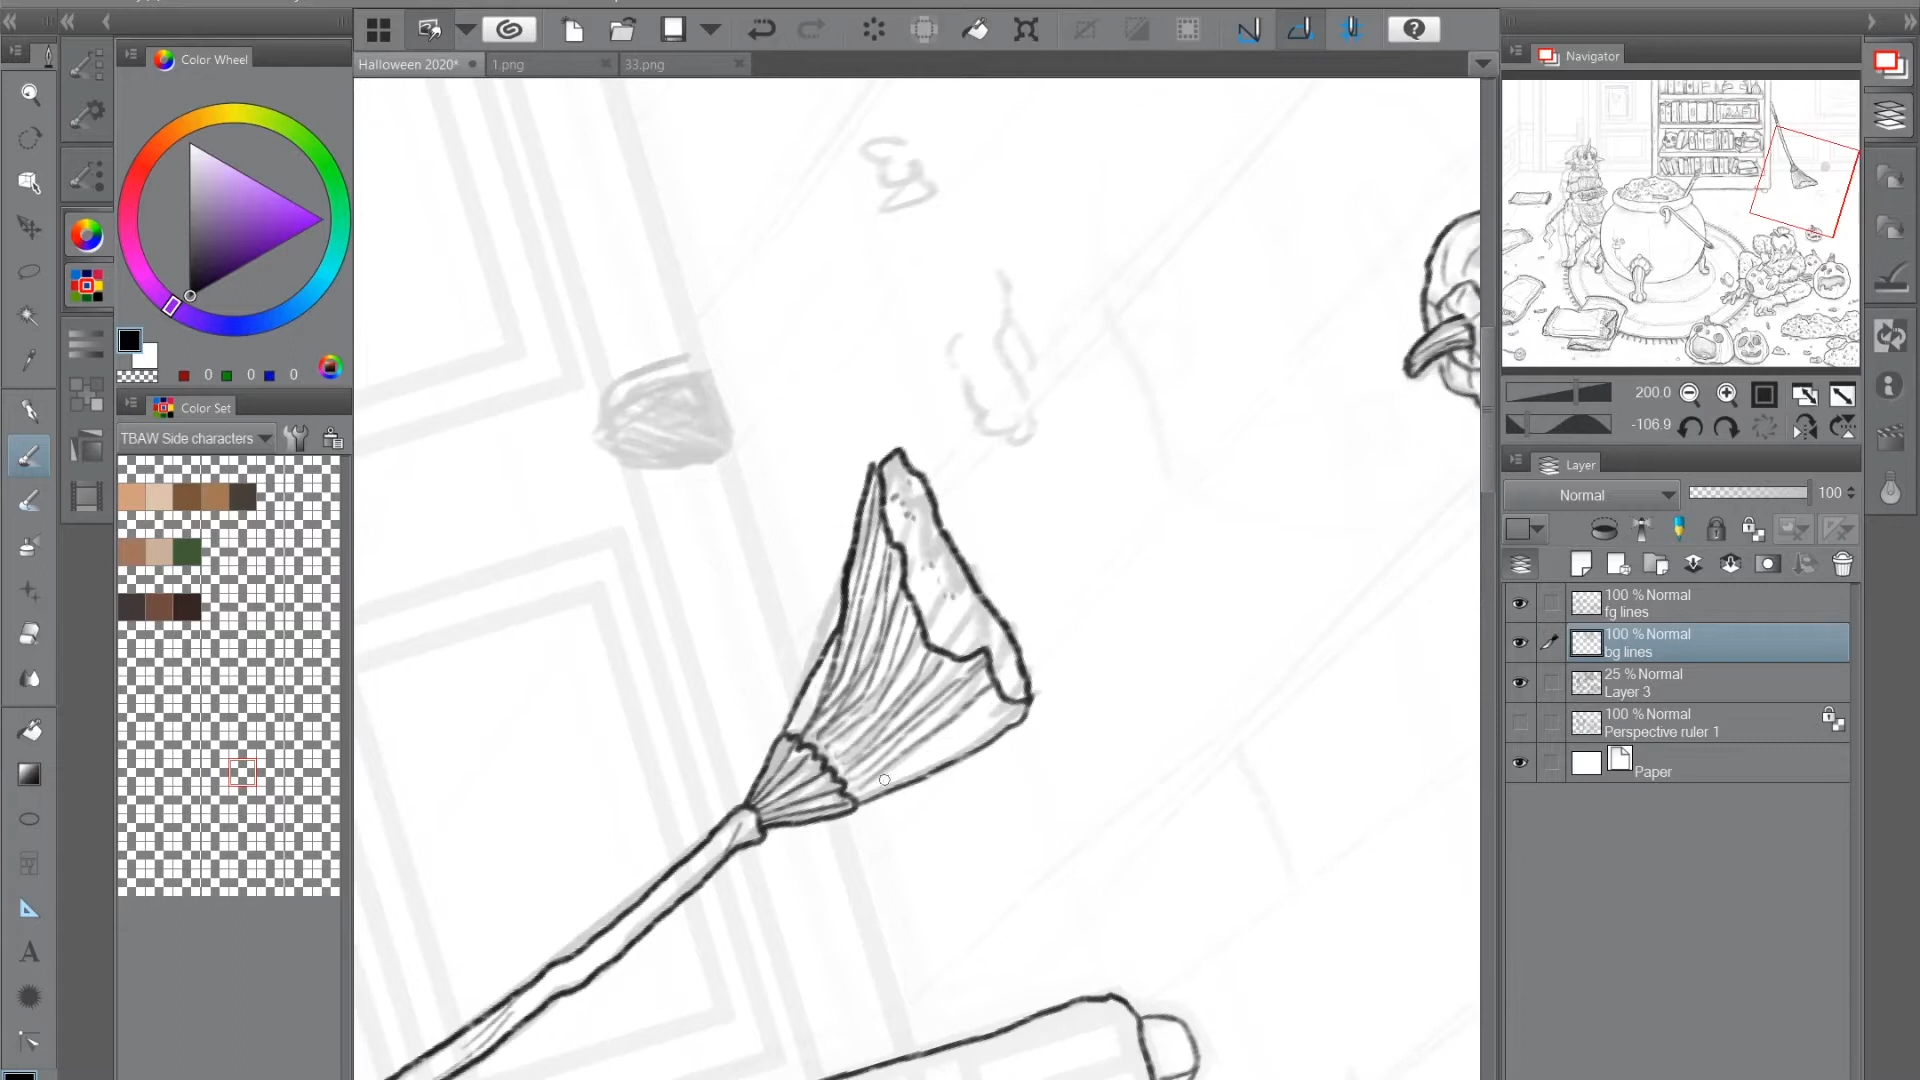 Color Wheel
0 0 0
Color Set
TBAW Side characters
Halloween 2020*
1.png
33.png
?
Navigator
200.0
-106.9
Layer
Normal
100
100 % Normal
fg lines
100 % Normal
bg lines
25 % Normal
Layer 3
100 % Normal
Perspective ruler 1
Paper
A